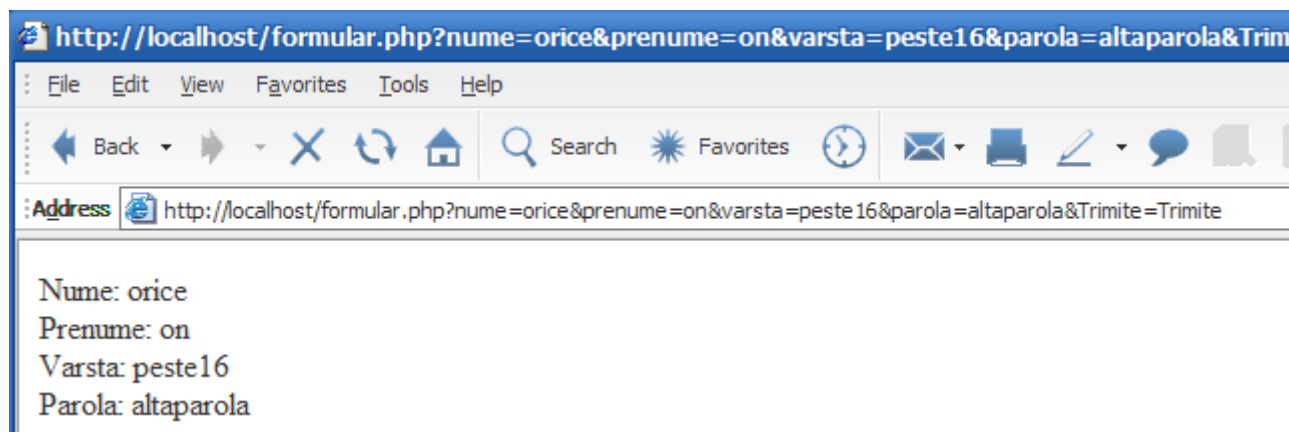 http://localhost/formular.php?nume=orice&prenume=on&varsta=peste16&parola=altaparola&Trim
File Edit View Favorites Tools Help
Back Search Favorites
Address http://localhost/formular.php?nume=orice&prenume=on&varsta=peste16&parola=altaparola&Trimite=Trimite
Nume: orice
Prenume: on
Varsta: peste16
Parola: altaparola